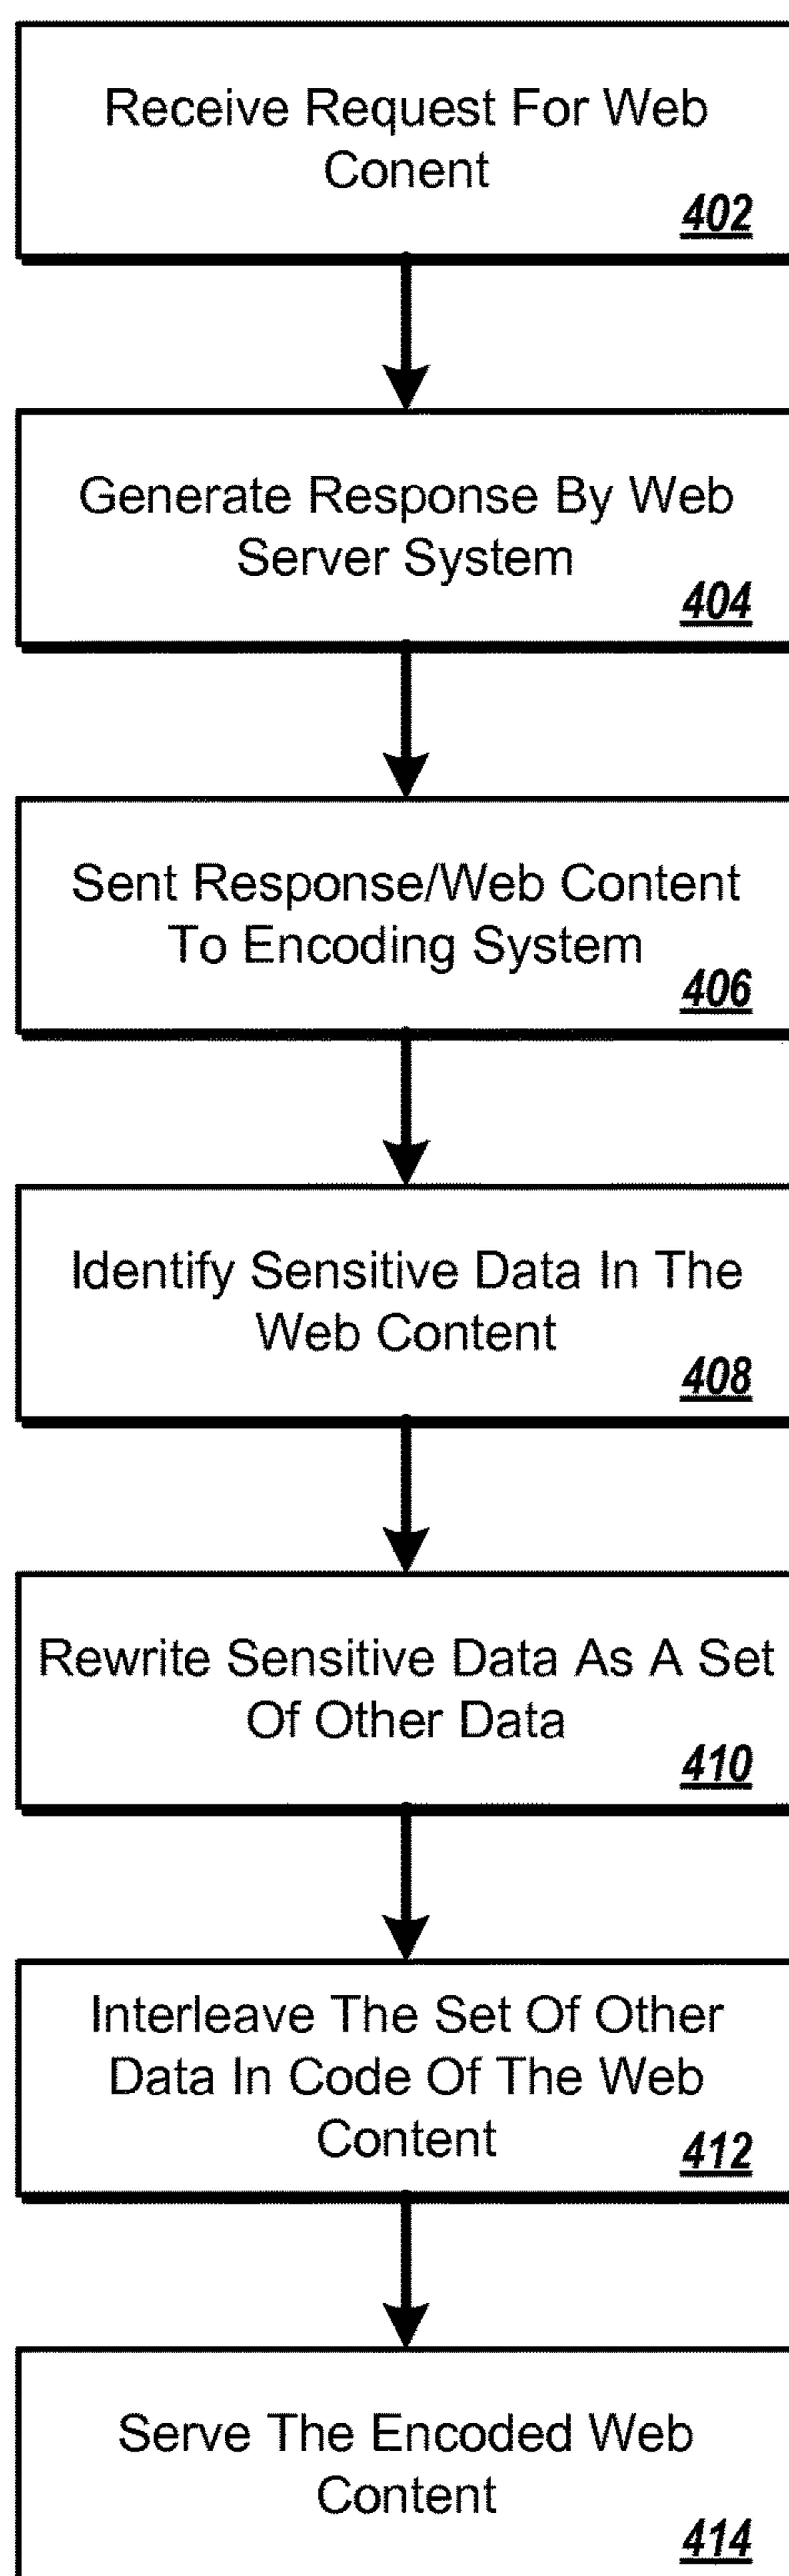 Receive Request For Web
Conent
402
Generate Response By Web
Server System
404
Sent Response/Web Content
To Encoding System
406
Identify Sensitive Data In The
Web Content
408
Rewrite Sensitive Data As A Set
Of Other Data
410
Interleave The Set Of Other
Data In Code Of The Web
Content
412
Serve The Encoded Web
Content
414